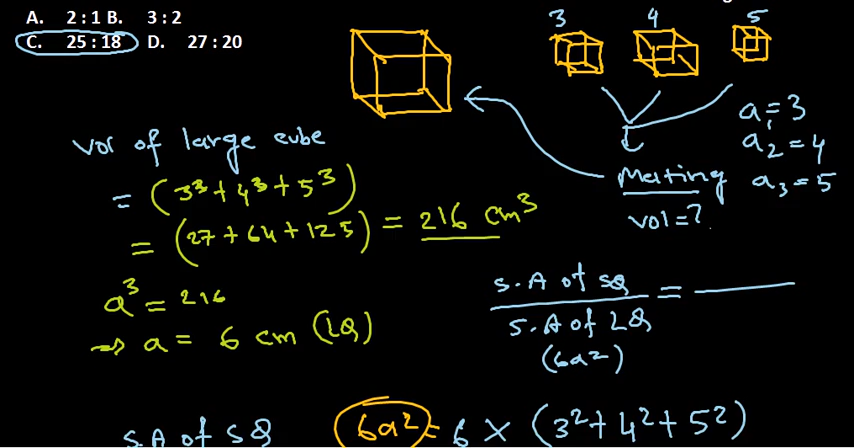 A. 2 : 1 B. 3 : 2
C. 25 : 18 D. 27 : 20
3 4 5
a₁ = 3
a₂ = 4
a₃ = 5
Melting
vol = ?
Vol of large cube
= (3³ + 4³ + 5³)
= (27 + 64 + 125) = 216 cm³
a³ = 216
⇒ a = 6 cm (LQ)
S.A of SQ
S.A of LQ =
(6a²)
S.A of SQ 6a² = 6 × (3² + 4² + 5²)